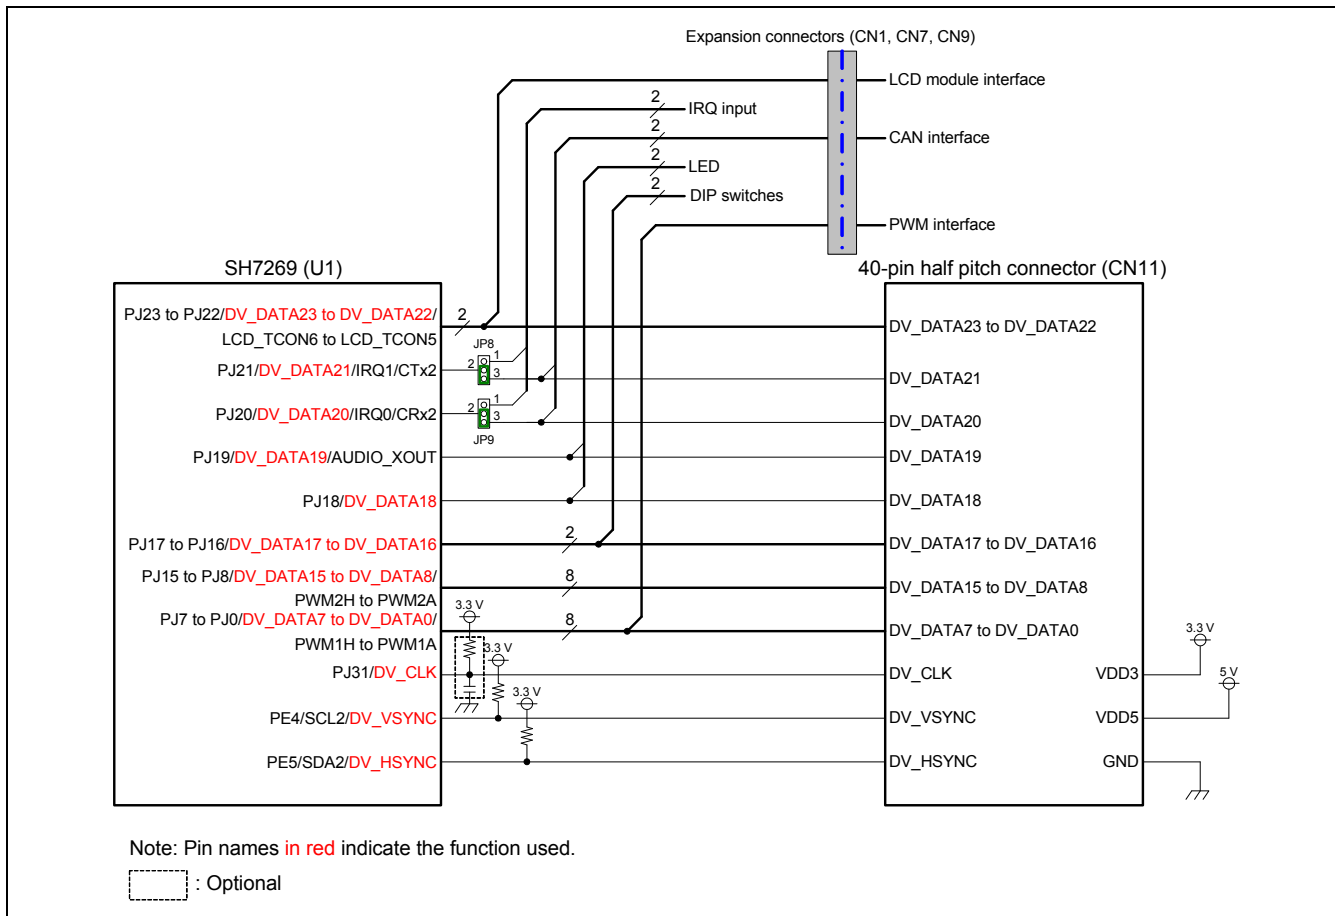 Expansion connectors (CN1, CN7, CN9)
LCD module interface
2
IRQ input
2
CAN interface
2
LED
2
DIP switches
PWM interface
SH7269 (U1)
40-pin half pitch connector (CN11)
PJ23 to PJ22/DV_DATA23 to DV_DATA22/
LCD_TCON6 to LCD_TCON5
2
DV_DATA23 to DV_DATA22
JP8
1
2
3
PJ21/DV_DATA21/IRQ1/CTx2
DV_DATA21
1
2
3
JP9
PJ20/DV_DATA20/IRQ0/CRx2
DV_DATA20
PJ19/DV_DATA19/AUDIO_XOUT
DV_DATA19
PJ18/DV_DATA18
DV_DATA18
PJ17 to PJ16/DV_DATA17 to DV_DATA16
2
DV_DATA17 to DV_DATA16
PJ15 to PJ8/DV_DATA15 to DV_DATA8/
PWM2H to PWM2A
8
DV_DATA15 to DV_DATA8
PJ7 to PJ0/DV_DATA7 to DV_DATA0/
PWM1H to PWM1A
8
DV_DATA7 to DV_DATA0
3.3 V
3.3 V
3.3 V
PJ31/DV_CLK
DV_CLK
VDD3
3.3 V
PE4/SCL2/DV_VSYNC
DV_VSYNC
VDD5
5 V
PE5/SDA2/DV_HSYNC
DV_HSYNC
GND
Note: Pin names in red indicate the function used.
: Optional